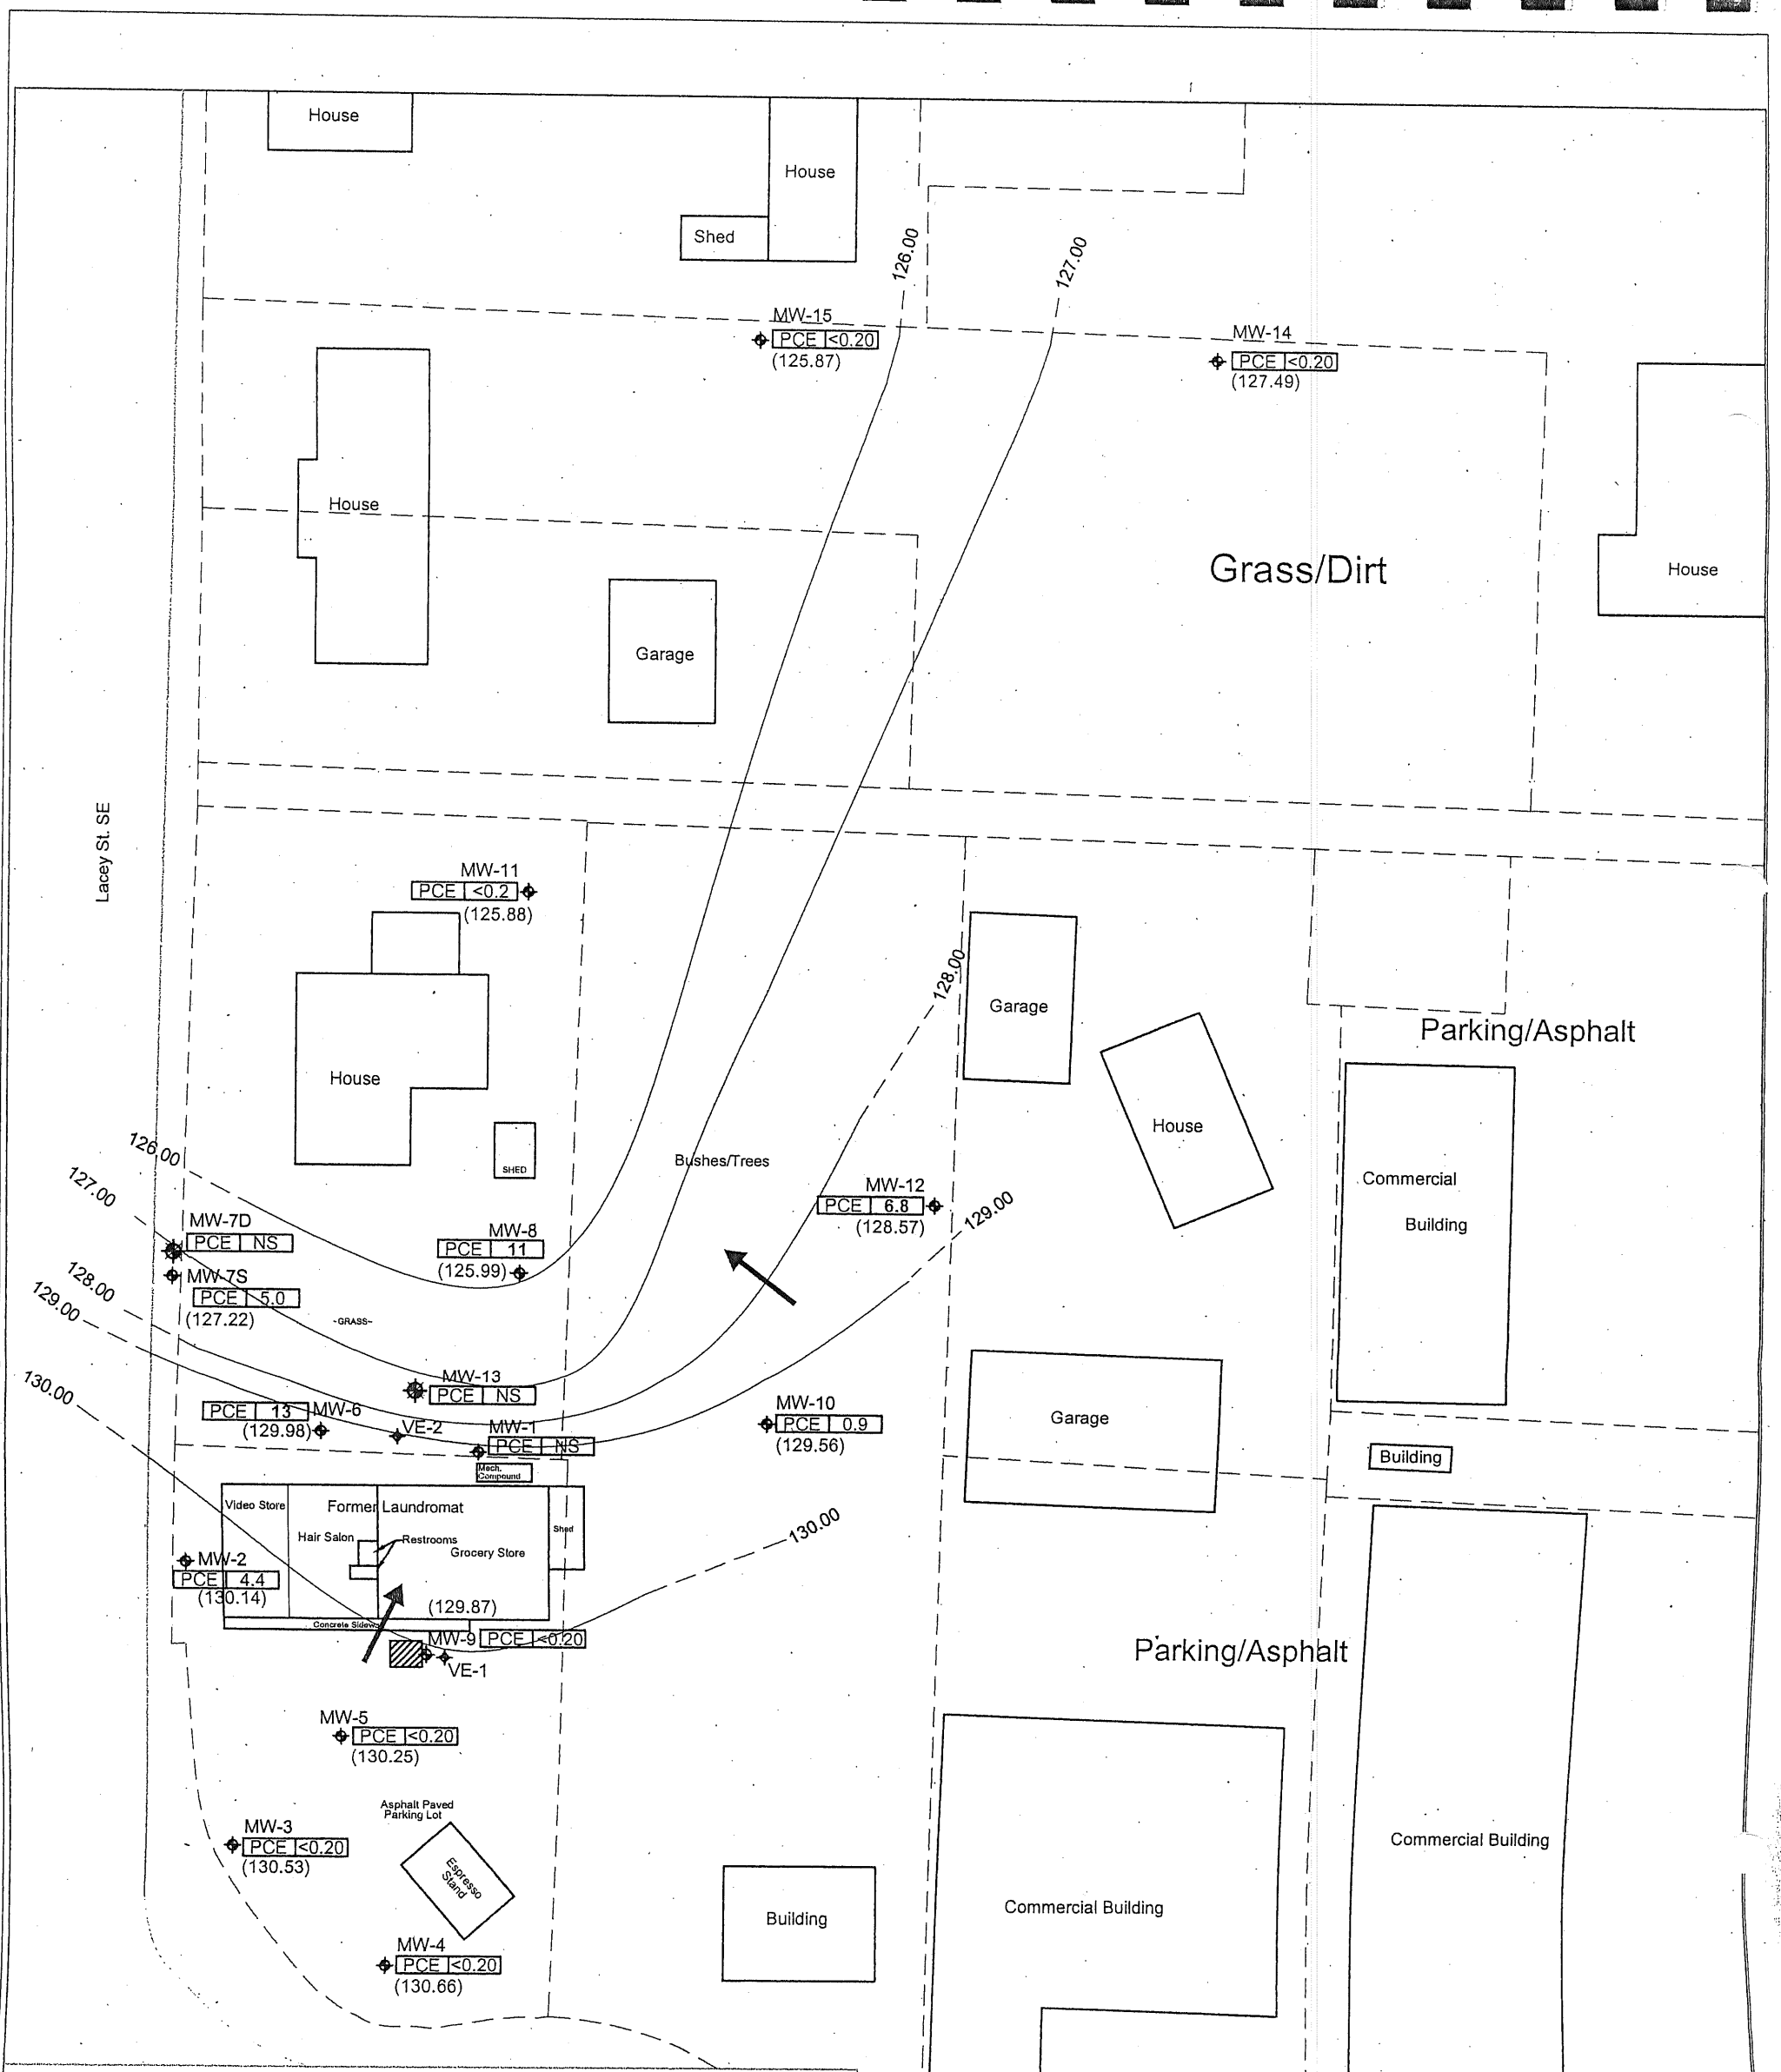 House
House
Shed
126.00
127.00
MW-15
PCE <0.20
(125.87)
MW-14
PCE <0.20
(127.49)
House
Grass/Dirt
House
Garage
Lacey St. SE
MW-11
PCE <0.2
(125.88)
128.00
Garage
Parking/Asphalt
House
House
SHED
Bushes/Trees
126.00
127.00
MW-12
PCE 6.8
(128.57)
129.00
Commercial
Building
MW-7D
PCE NS
MW-8
PCE 11
(125.99)
128.00
MW-7S
PCE 5.0
(127.22)
129.00
-GRASS-
130.00
MW-13
PCE NS
PCE 13 MW-6
(129.98)
VE-2
MW-1
PCE NS
MW-10
PCE 0.9
(129.56)
Garage
Building
Mech.
Compound
Video Store
Former Laundromat
Hair Salon
Restrooms
Grocery Store
Shed
130.00
MW-2
PCE 4.4
(130.14)
(129.87)
Concrete Sidew
MW-9 PCE <0.20
VE-1
Parking/Asphalt
MW-5
PCE <0.20
(130.25)
Asphalt Paved
Parking Lot
MW-3
PCE <0.20
(130.53)
Espresso
Stand
Commercial Building
Building
Commercial Building
MW-4
PCE <0.20
(130.66)